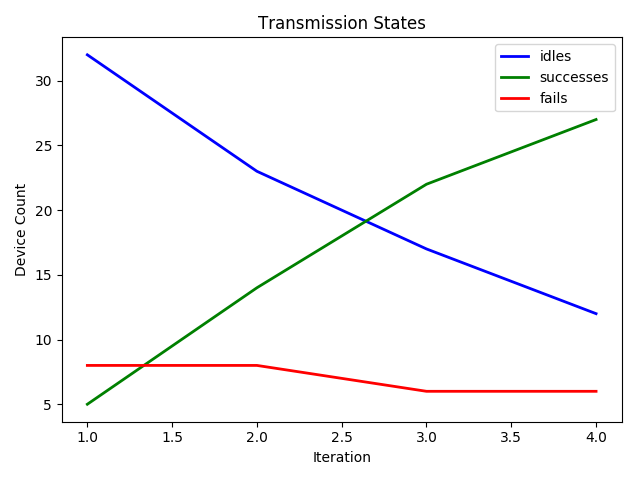 Transmission States
idles
successes
fails
30
25
20
15
10
5
Device Count
1.0 1.5 2.0 2.5 3.0 3.5 4.0
Iteration